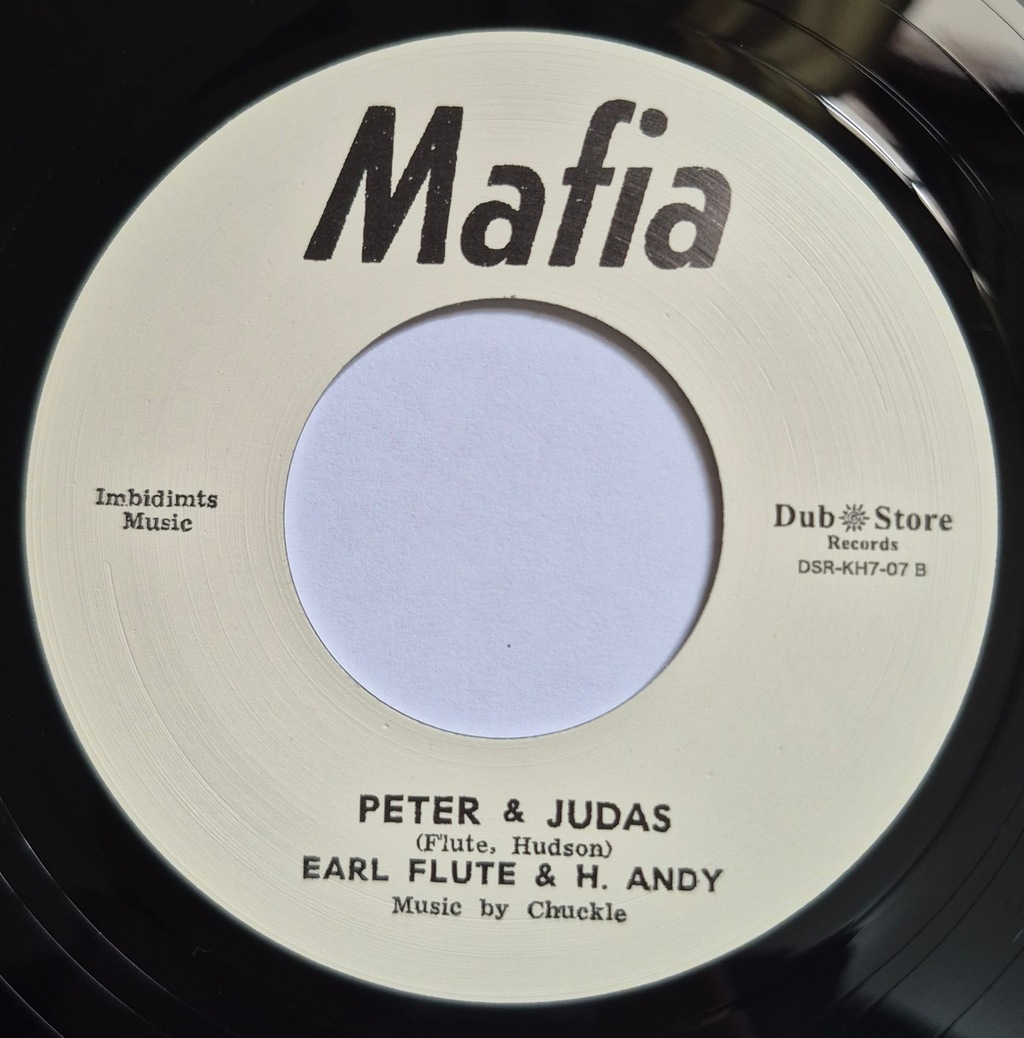 Mafia
Imbidimts
Music
Dub Store
Records
DSR-KH7-07 B
PETER & JUDAS
(Flute, Hudson)
EARL FLUTE & H. ANDY
Music by Chuckle